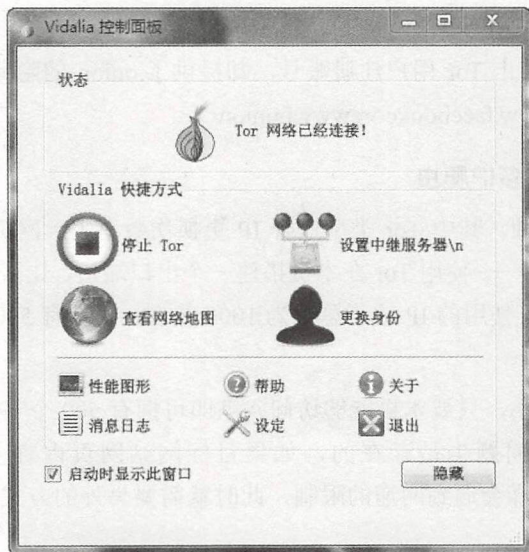 Vidalia 控制面板
状态
Tor 网络已经连接!
Vidalia 快捷方式
停止 Tor
设置中继服务器\n
查看网络地图
更换身份
性能图形
帮助
关于
消息日志
设定
退出
启动时显示此窗口
隐藏